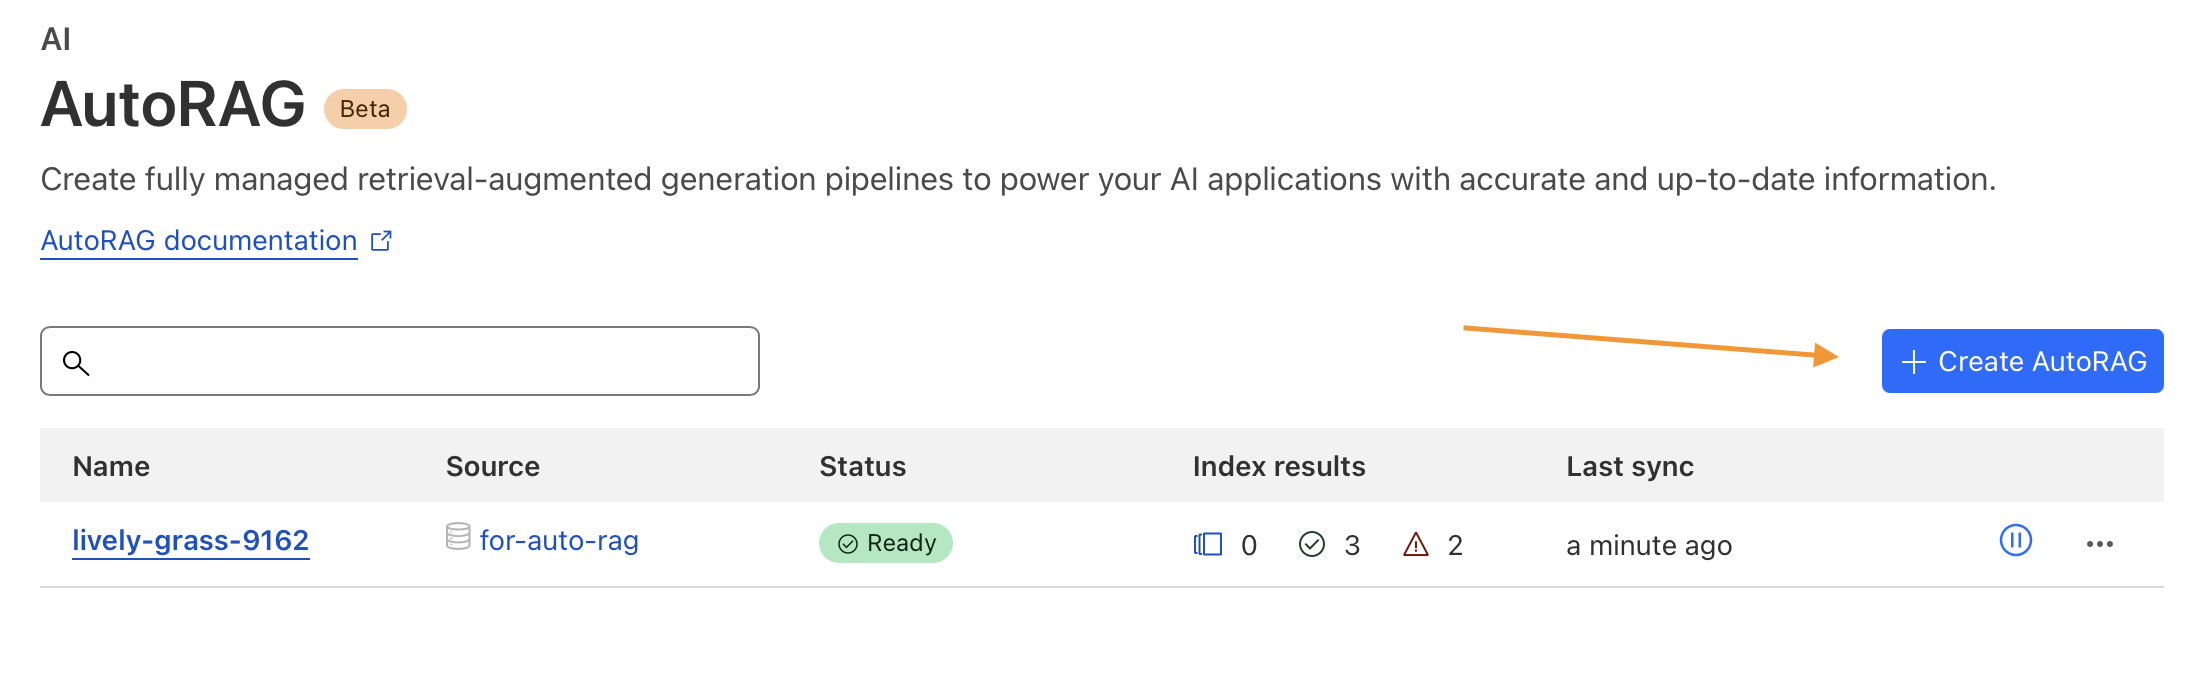 AI
AutoRAG Beta
Create fully managed retrieval-augmented generation pipelines to power your AI applications with accurate and up-to-date information.
AutoRAG documentation
Create AutoRAG
Name Source Status Index results Last sync
lively-grass-9162 for-auto-rag Ready 0 3 2 a minute ago